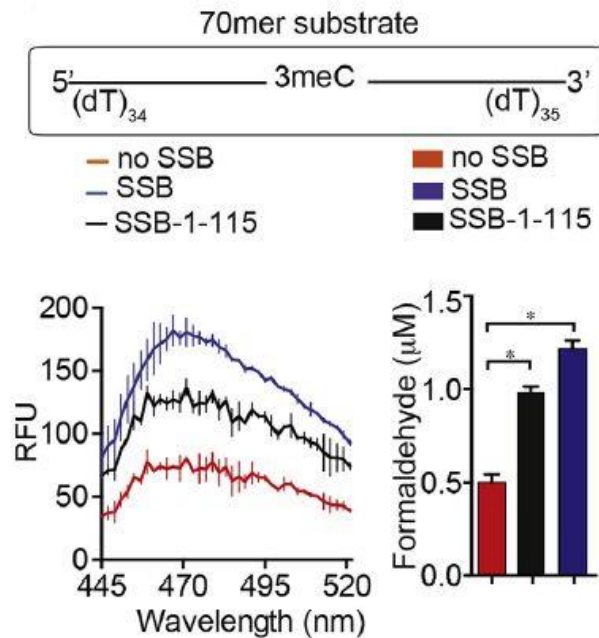 70mer substrate
5' 3meC 3'
(dT)34 (dT)35
no SSB no SSB
SSB SSB
SSB-1-115 SSB-1-115
200
150
100
50
0
RFU
445 470 495 520
Wavelength (nm)
1.5
1.0
0.5
0.0
Formaldehyde (μM)
* *